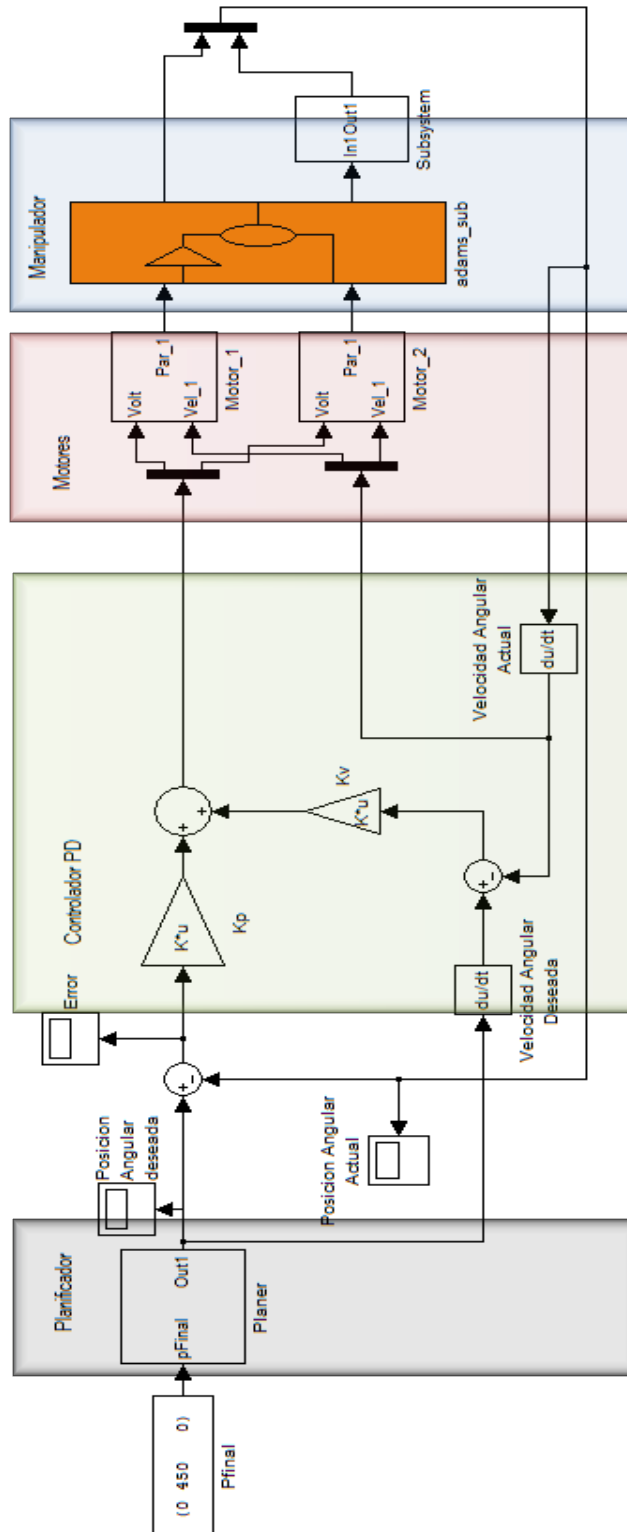 (0 450 0)
Pfinal
Planificador
pFinal Out1
Planer
Posicion
Angular
deseada
Error
Posicion Angular
Actual
Controlador PD
K*u
Kp
K*u
Kv
du/dt
Velocidad Angular
Deseada
du/dt
Velocidad Angular
Actual
Motores
Volt
Vel_1
Par_1
Motor_1
Volt
Vel_1
Par_1
Motor_2
Manipulador
adams_sub
In1 Out1
Subsystem